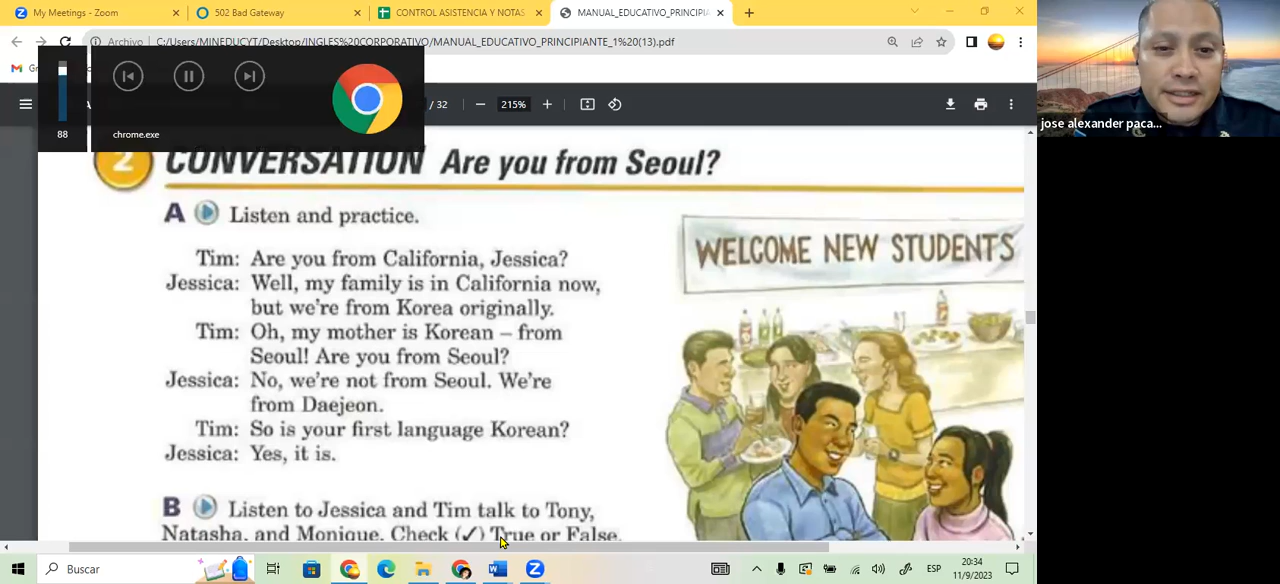 My Meetings - Zoom
502 Bad Gateway
CONTROL ASISTENCIA Y NOTAS
MANUAL_EDUCATIVO_PRINCIPIA
Archivo
C:/Users/MINEDUCYT/Desktop/INGLES%20CORPORATIVO/MANUAL_EDUCATIVO_PRINCIPIANTE_1%20(13).pdf
88
chrome.exe
/ 32
215%
jose alexander paca...
2 CONVERSATION Are you from Seoul?
A Listen and practice.
Tim: Are you from California, Jessica?
Jessica: Well, my family is in California now,
but we're from Korea originally.
Tim: Oh, my mother is Korean – from
Seoul! Are you from Seoul?
Jessica: No, we're not from Seoul. We're
from Daejeon.
Tim: So is your first language Korean?
Jessica: Yes, it is.
WELCOME NEW STUDENTS
B Listen to Jessica and Tim talk to Tony,
Natasha, and Monique. Check (✓) True or False.
Buscar
ESP
20:34
11/9/2023